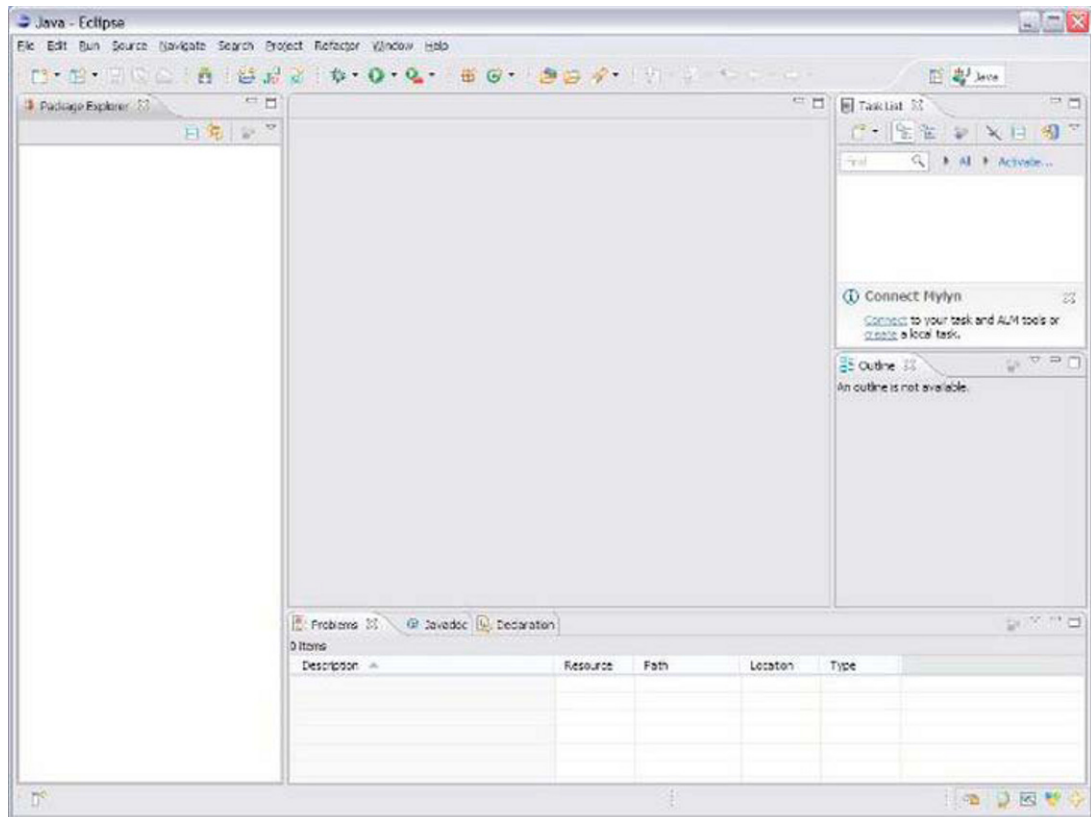 Java - Eclipse
File Edit Run Source Navigate Search Project Refactor Window Help
Java
Package Explorer
Task List
Find All Activate...
Connect Mylyn
Connect to your task and ALM tools or
create a local task.
Outline
An outline is not available.
Problems Javadoc Declaration
0 items
Description Resource Path Location Type